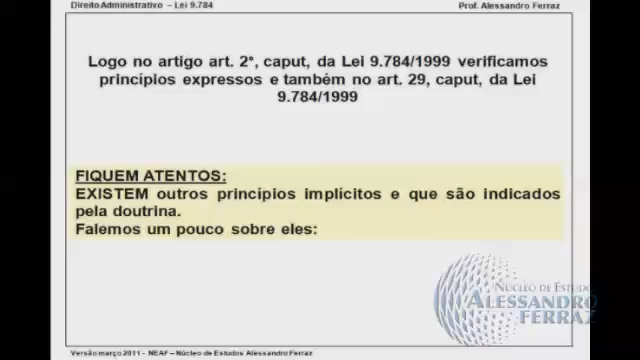 Direito Administrativo – Lei 9.784
Prof. Alessandro Ferraz
Logo no artigo art. 2°, caput, da Lei 9.784/1999 verificamos
princípios expressos e também no art. 29, caput, da Lei
9.784/1999
FIQUEM ATENTOS:
EXISTEM outros princípios implícitos e que são indicados
pela doutrina.
Falemos um pouco sobre eles:
NÚCLEO DE ESTUDO
ALESSANDRO
FERRAZ
Versão março 2011 - NEAF – Núcleo de Estudos Alessandro Ferraz